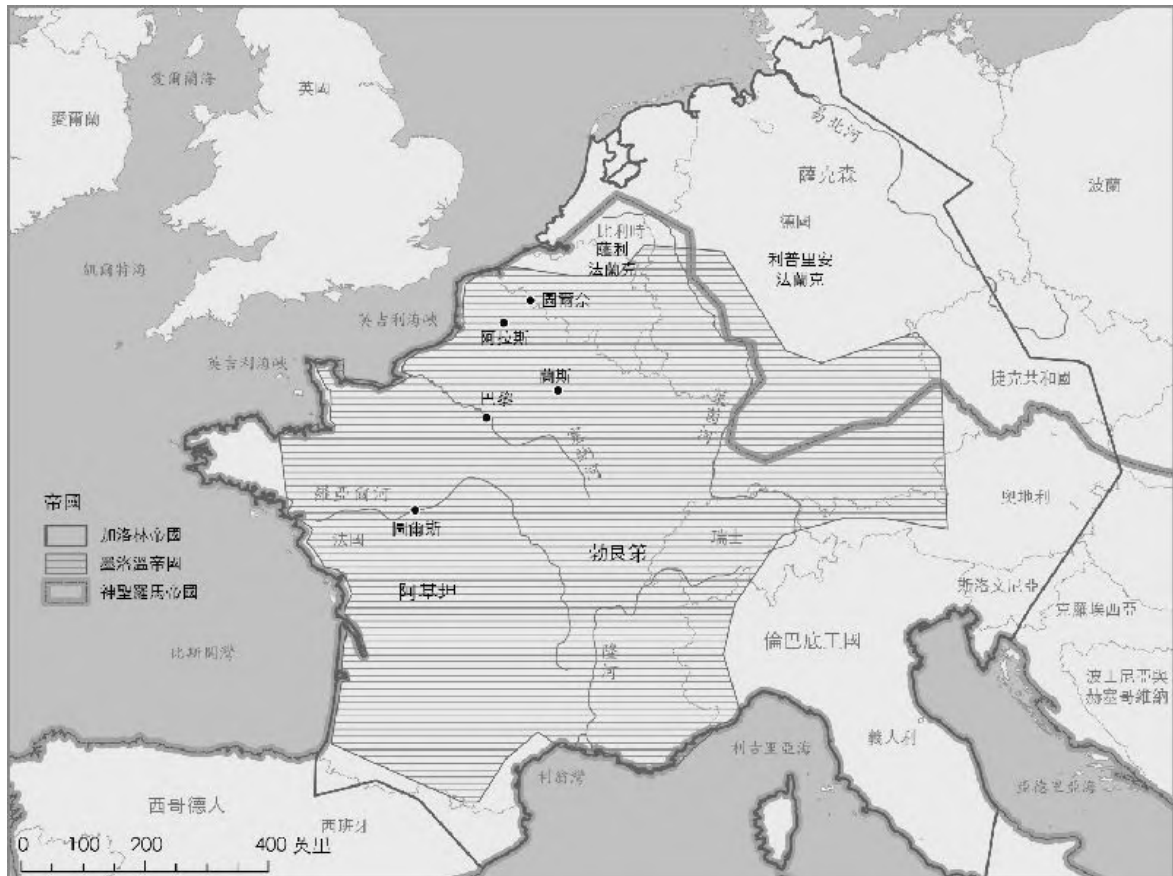 愛爾蘭海
英國
愛爾蘭
易北河
薩克森
波蘭
德國
比利時
薩利
法蘭克
利普里安
法蘭克
凱爾特海
圖爾奈
英吉利海峽
阿拉斯
英吉利海峽
蘭斯
捷克共和國
巴黎
萊茵河
帝國
羅亞爾河
奧地利
加洛林帝國
圖爾斯
法國
勃艮第
瑞士
墨洛溫帝國
阿基坦
神聖羅馬帝國
斯洛文尼亞
克羅埃西亞
倫巴底王國
比斯開灣
隆河
波士尼亞與
赫塞哥維納
義大利
利古里亞海
利翁灣
亞得里亞海
西哥德人
西班牙
0 100 200 400 英里